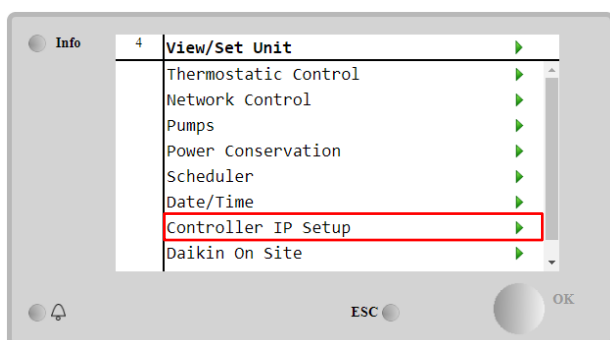 Info
4 View/Set Unit
Thermostatic Control
Network Control
Pumps
Power Conservation
Scheduler
Date/Time
Controller IP Setup
Daikin On Site
ESC
OK